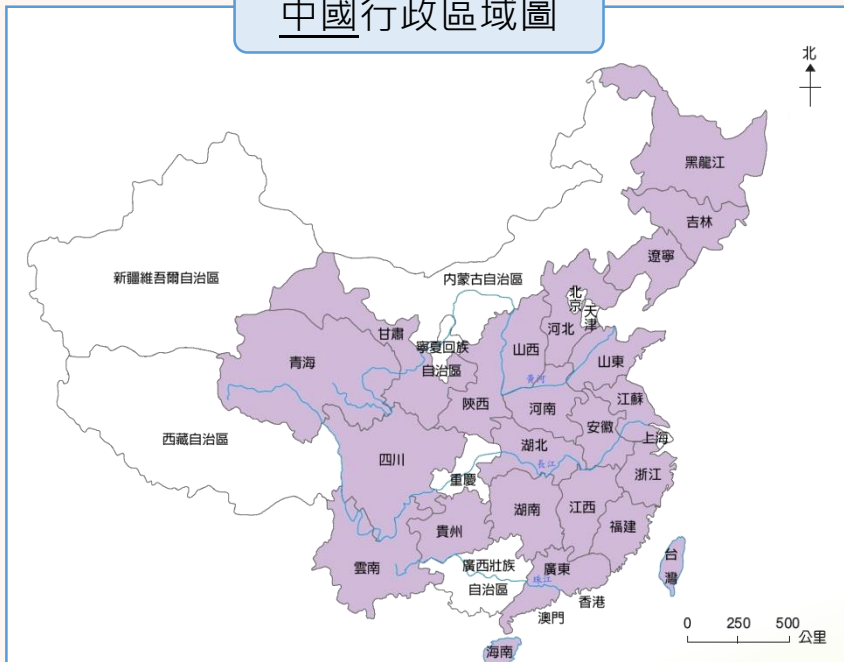 中國行政區域圖
北
黑龍江
吉林
遼寧
新疆維吾爾自治區
內蒙古自治區
北京
天津
河北
甘肅
寧夏回族
自治區
山西
青海
山東
黃河
陝西
河南
江蘇
安徽
上海
西藏自治區
湖北
四川
長江
重慶
浙江
湖南
江西
福建
貴州
台灣
雲南
廣西壯族
自治區
廣東
珠江
香港
澳門
0 250 500
公里
海南